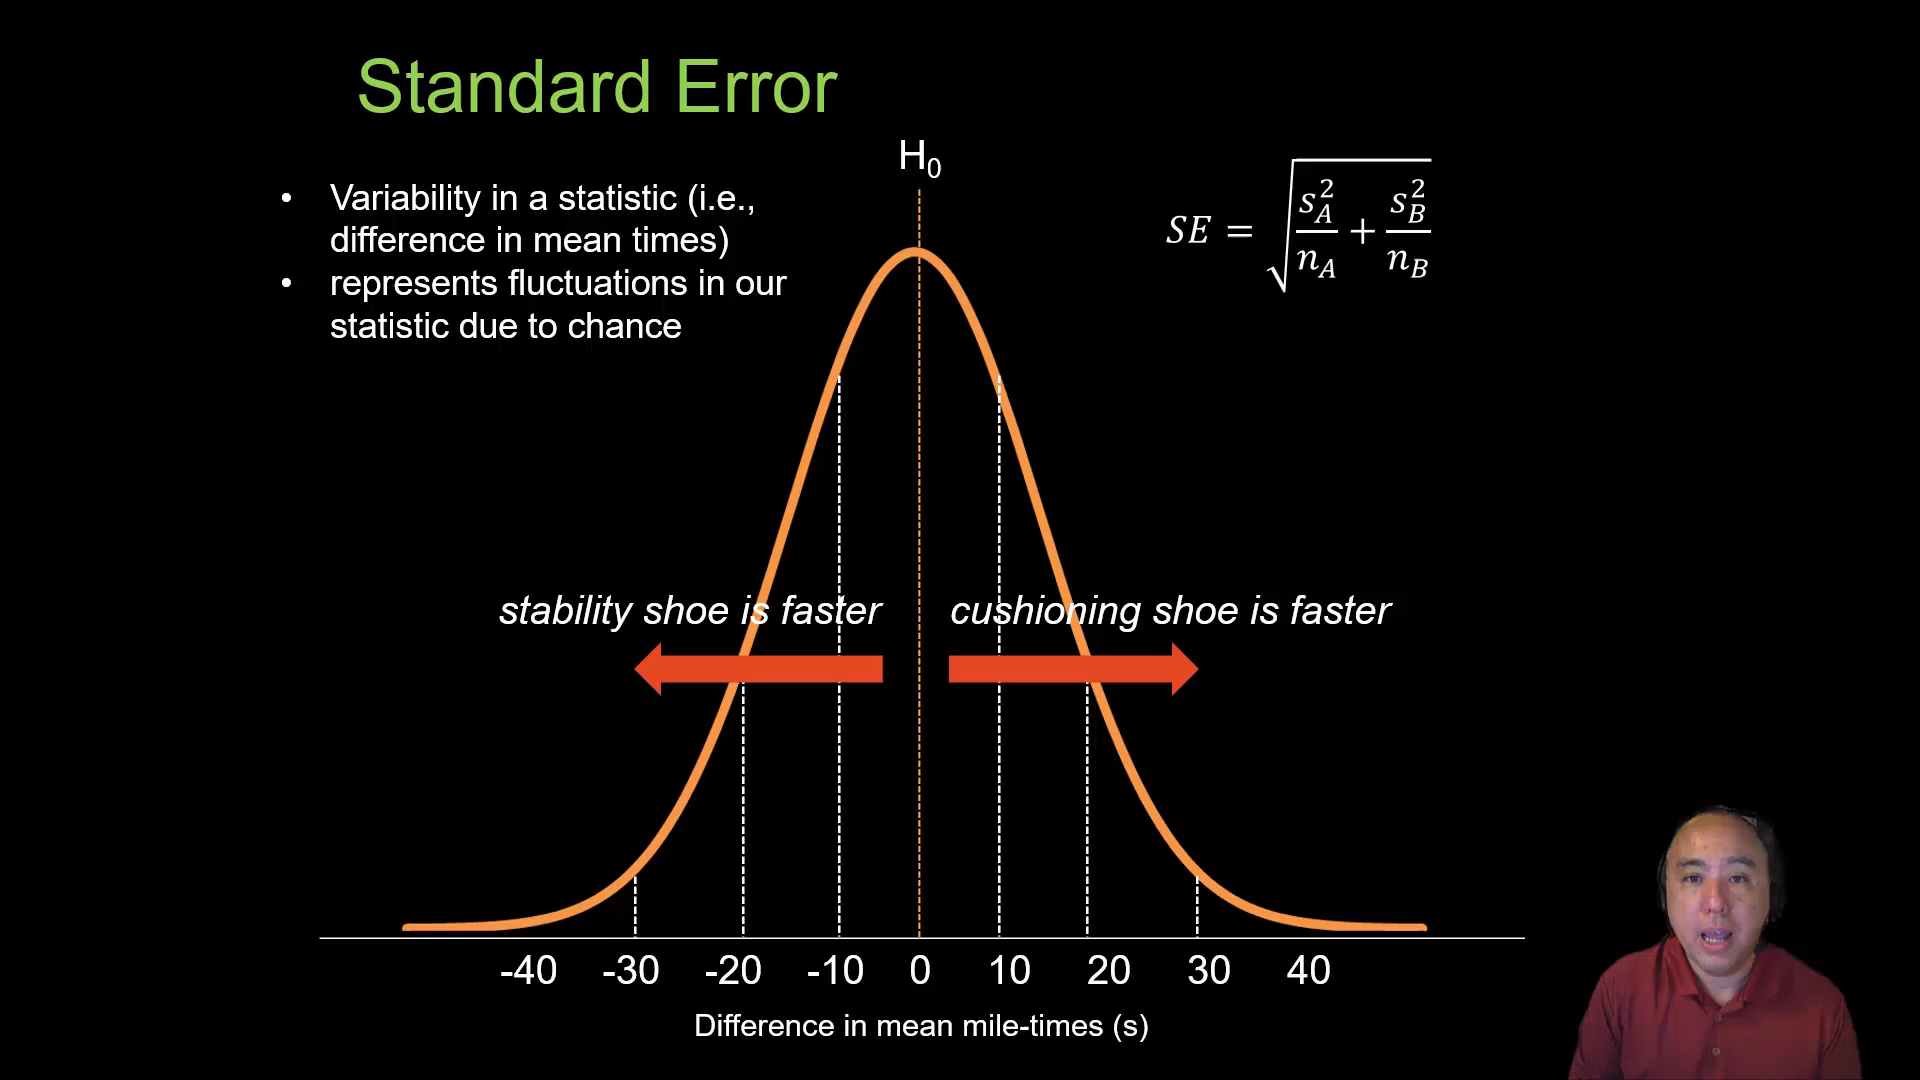 Standard Error
H₀
• Variability in a statistic (i.e.,
difference in mean times)
• represents fluctuations in our
statistic due to chance
SE = √(s²_A/n_A + s²_B/n_B)
stability shoe is faster
cushioning shoe is faster
-40 -30 -20 -10 0 10 20 30 40
Difference in mean mile-times (s)